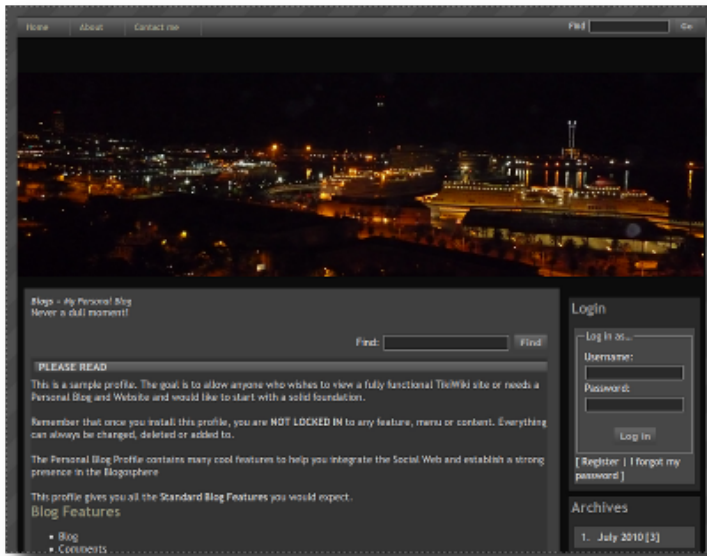 Home About Contact me Find Go
Blogs » My Personal Blog
Never a dull moment!
Find: Find
PLEASE READ
This is a sample profile. The goal is to allow anyone who wishes to view a fully functional TikiWiki site or needs a
Personal Blog and Website and would like to start with a solid foundation.
Remember that once you install this profile, you are NOT LOCKED IN to any feature, menu or content. Everything
can always be changed, deleted or added to.
The Personal Blog Profile contains many cool features to help you integrate the Social Web and establish a strong
presence in the Blogosphere
This profile gives you all the Standard Blog Features you would expect.
Blog Features
• Blog
• Comments
Login
Log in as...
Username:
Password:
Log in
[ Register | I forgot my
password ]
Archives
1. July 2010 [3]